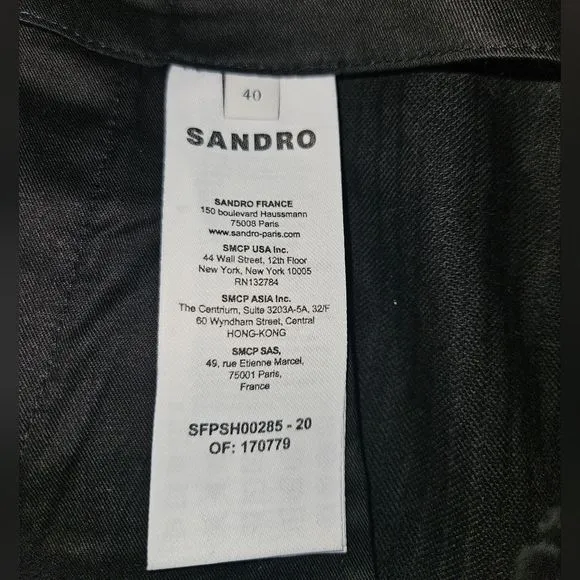 40
SANDRO
SANDRO FRANCE
150 boulevard Haussmann
75008 Paris
www.sandro-paris.com
SMCP USA Inc.
44 Wall Street, 12th Floor
New York, New York 10005
RN132784
SMCP ASIA Inc.
The Centrium, Suite 3203A-5A, 32/F
60 Wyndham Street, Central
HONG-KONG
SMCP SAS,
49, rue Etienne Marcel,
75001 Paris,
France
SFPSH00285 - 20
OF: 170779